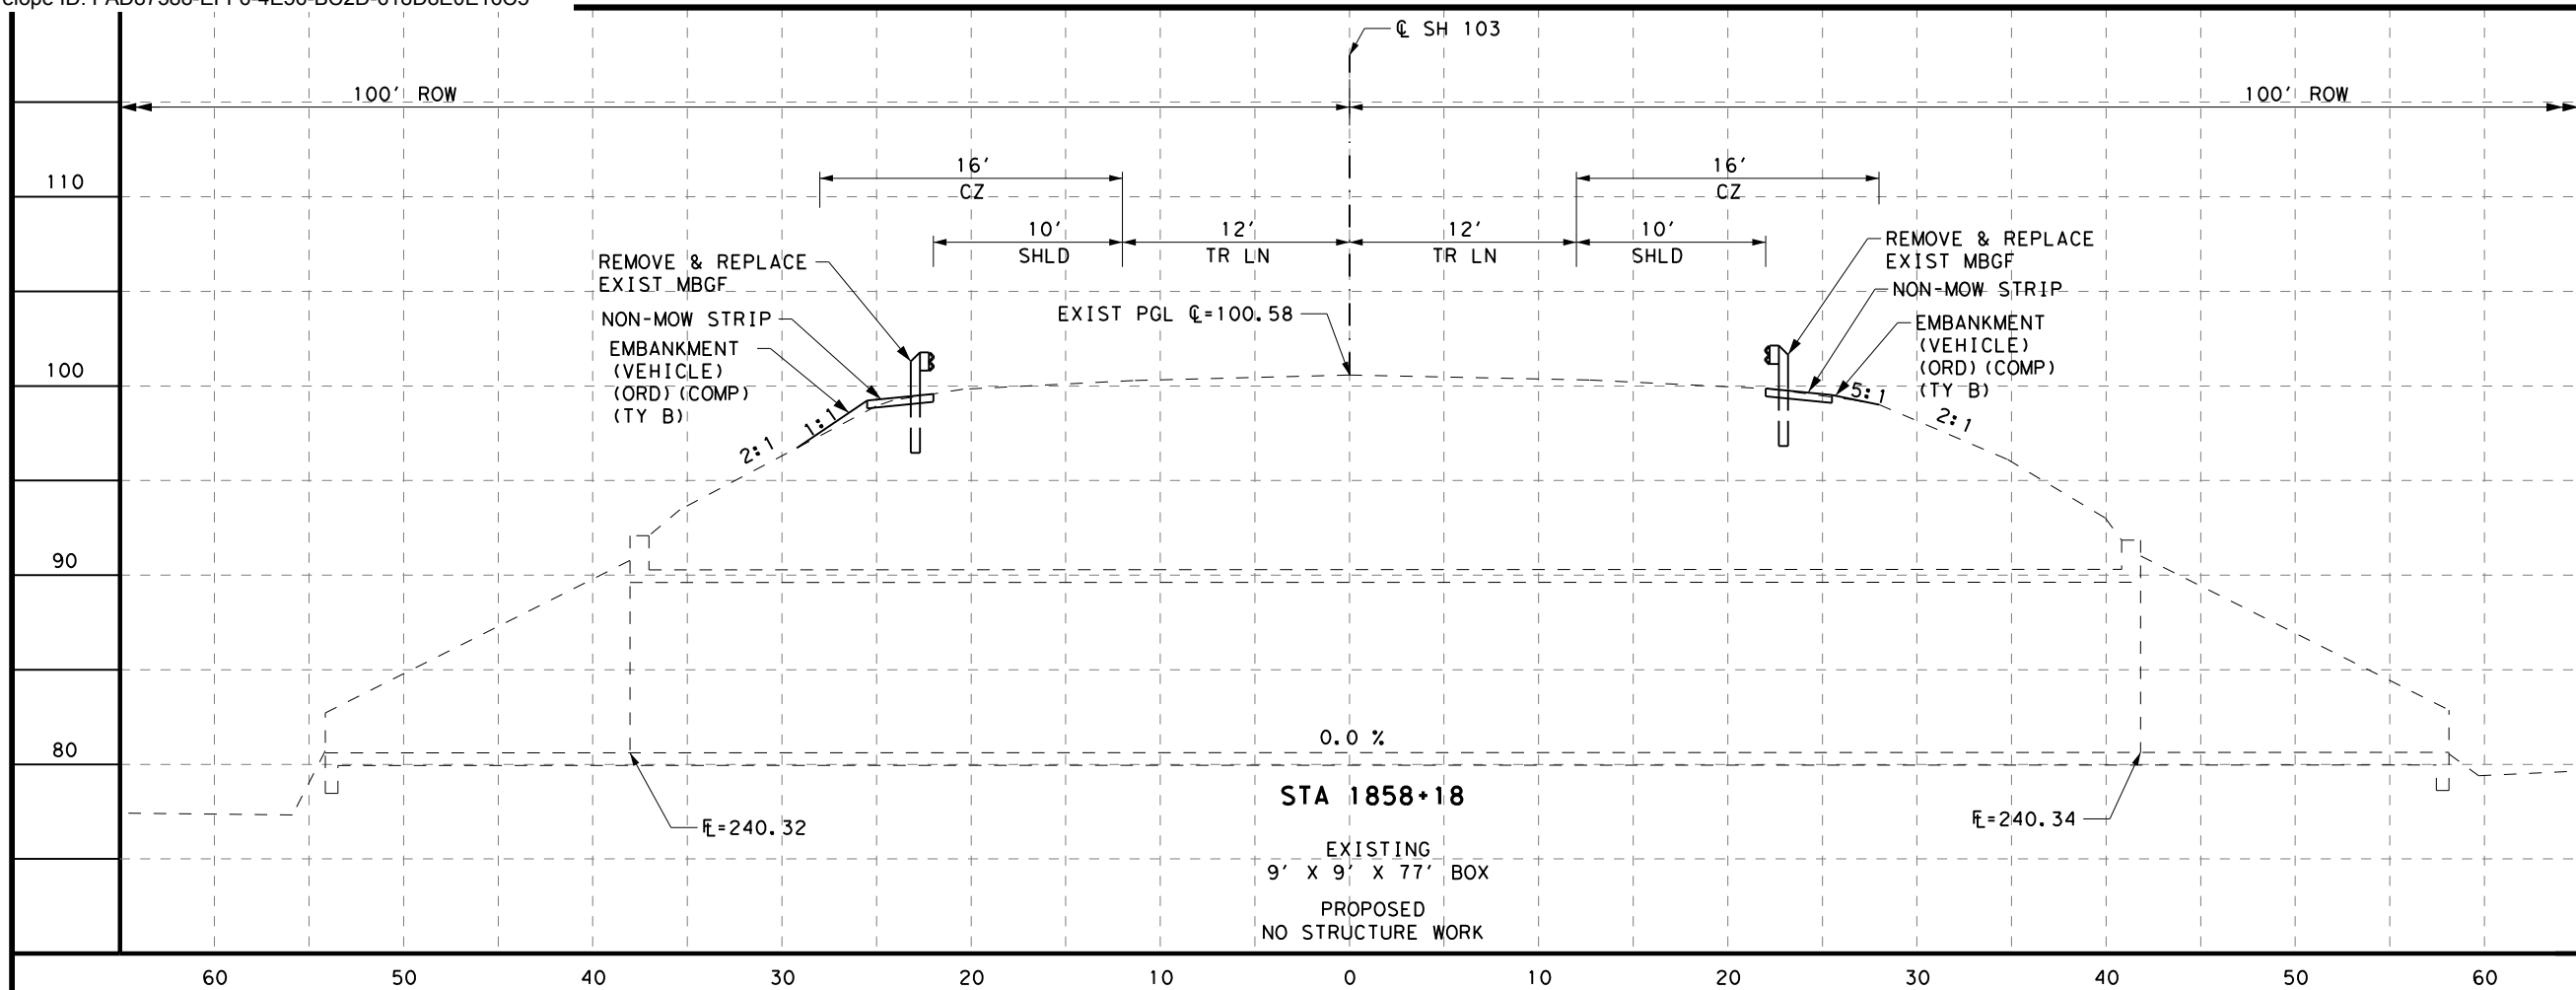 ℄ SH 103
100' ROW
100' ROW
16'
CZ
16'
CZ
110
10'
SHLD
12'
TR LN
12'
TR LN
10'
SHLD
REMOVE & REPLACE
EXIST MBGF
NON-MOW STRIP
EMBANKMENT
(VEHICLE)
(ORD)(COMP)
(TY B)
EXIST PGL ℄=100.58
REMOVE & REPLACE
EXIST MBGF
NON-MOW STRIP
EMBANKMENT
(VEHICLE)
(ORD)(COMP)
(TY B)
100
2:1
1:1
5:1
2:1
90
80
0.0 %
STA 1858+18
FL=240.32
FL=240.34
EXISTING
9' X 9' X 77' BOX
PROPOSED
NO STRUCTURE WORK
60 50 40 30 20 10 0 10 20 30 40 50 60